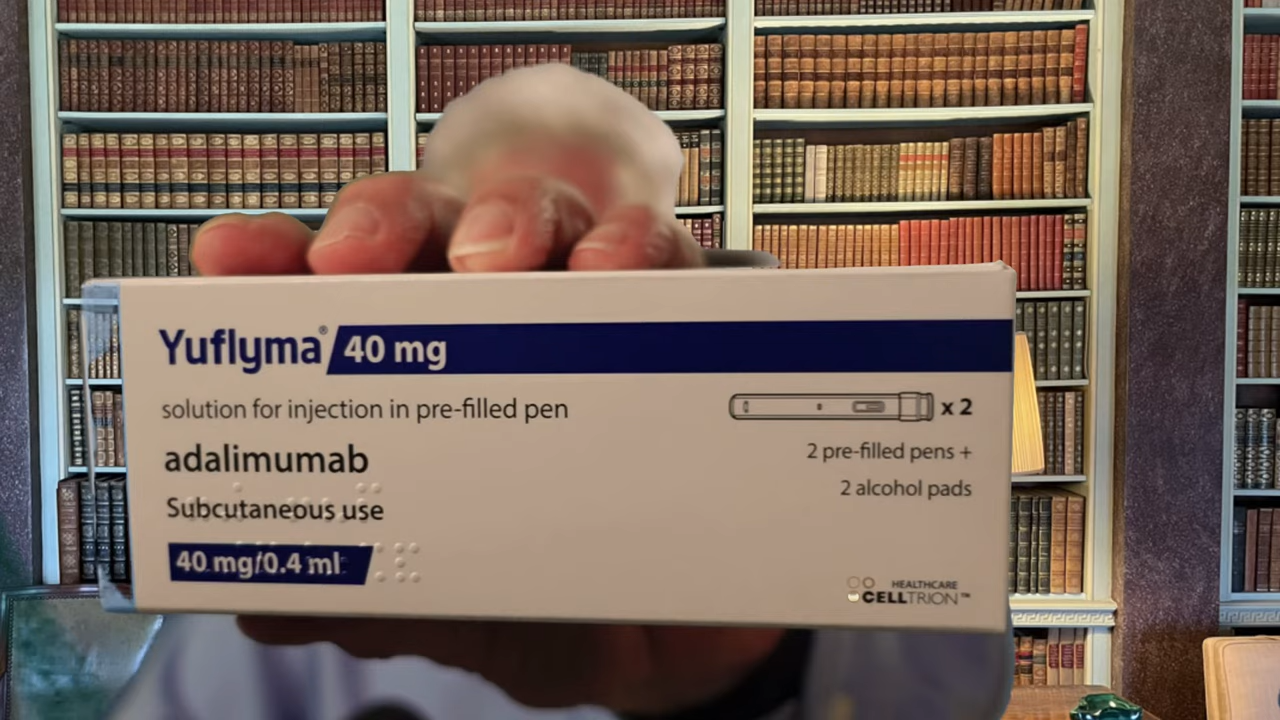 Yuflyma® 40 mg
solution for injection in pre-filled pen
x 2
adalimumab
2 pre-filled pens +
2 alcohol pads
Subcutaneous use
40 mg/0.4 ml
HEALTHCARE
CELLTRION™